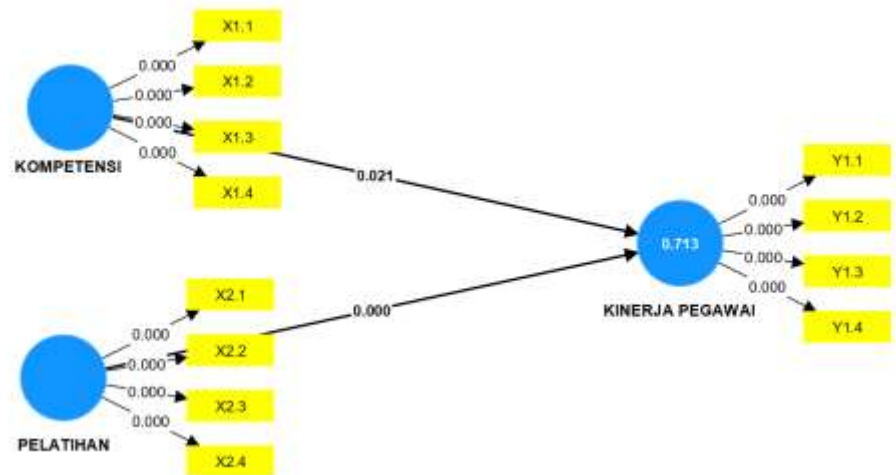 X1.1
0.000
X1.2
0.000
0.000
X1.3
0.000
X1.4
KOMPETENSI
0.021
Y1.1
0.000
Y1.2
0.000
0.713
0.000
Y1.3
0.000
Y1.4
KINERJA PEGAWAI
X2.1
0.000
0.000
X2.2
0.000
0.000
X2.3
0.000
X2.4
PELATIHAN